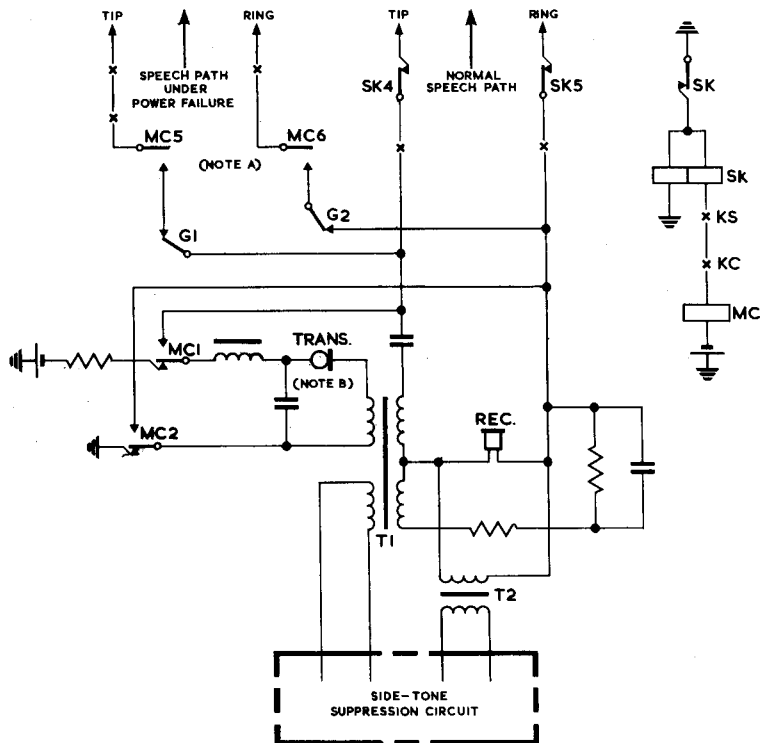 TIP
RING
TIP
RING
SPEECH PATH
UNDER
POWER FAILURE
NORMAL
SPEECH PATH
SK4
SK5
SK
MC5
MC6
(NOTE A)
SK
G2
G1
KS
KC
MC
MC1
TRANS.
(NOTE B)
MC2
REC.
T1
T2
SIDE-TONE
SUPPRESSION CIRCUIT